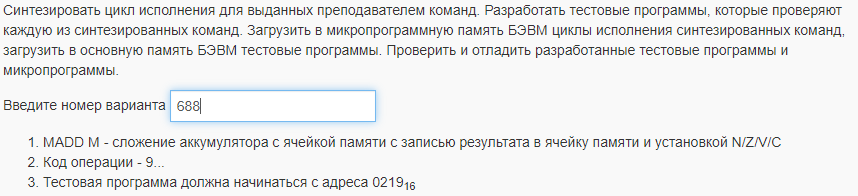 Синтезировать цикл исполнения для выданных преподавателем команд. Разработать тестовые программы, которые проверяют
каждую из синтезированных команд. Загрузить в микропрограммную память БЭВМ циклы исполнения синтезированных команд,
загрузить в основную память БЭВМ тестовые программы. Проверить и отладить разработанные тестовые программы и
микропрограммы.
Введите номер варианта 688
1. MADD M - сложение аккумулятора с ячейкой памяти с записью результата в ячейку памяти и установкой N/Z/V/C
2. Код операции - 9...
3. Тестовая программа должна начинаться с адреса 0219₁₆